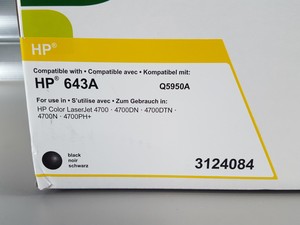 HP®
Compatible with • Compatible avec • Kompatibel mit:
HP® 643A Q5950A
For use in • S'utilise avec • Zum Gebrauch in:
HP Color LaserJet 4700 · 4700DN · 4700DTN ·
4700N · 4700PH+
black
noir
schwarz
3124084